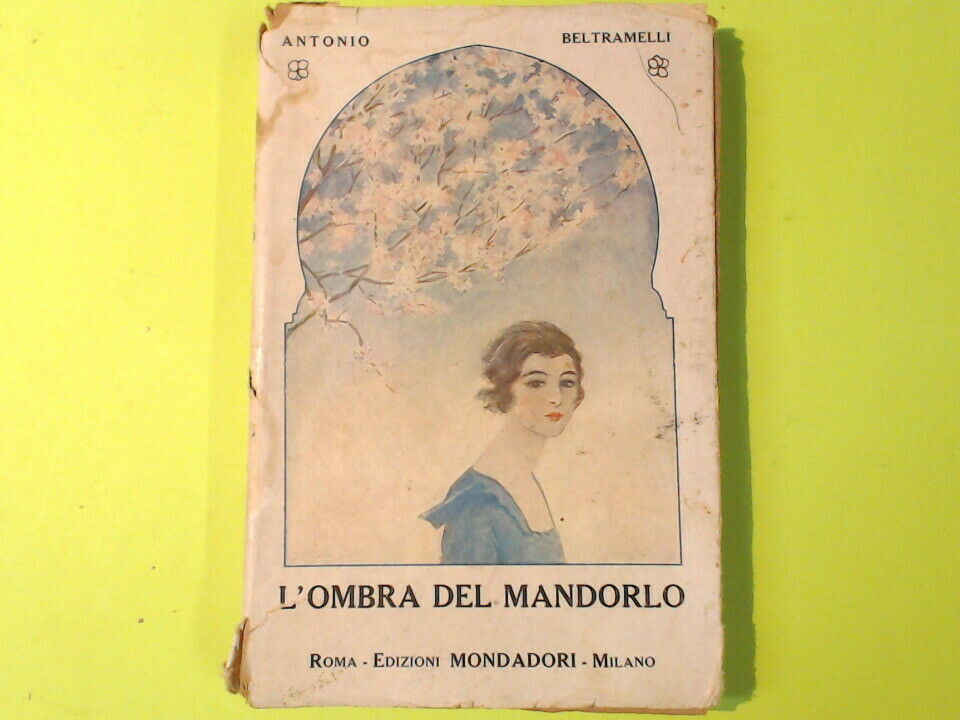 ANTONIO BELTRAMELLI
L'OMBRA DEL MANDORLO
ROMA - EDIZIONI MONDADORI - MILANO